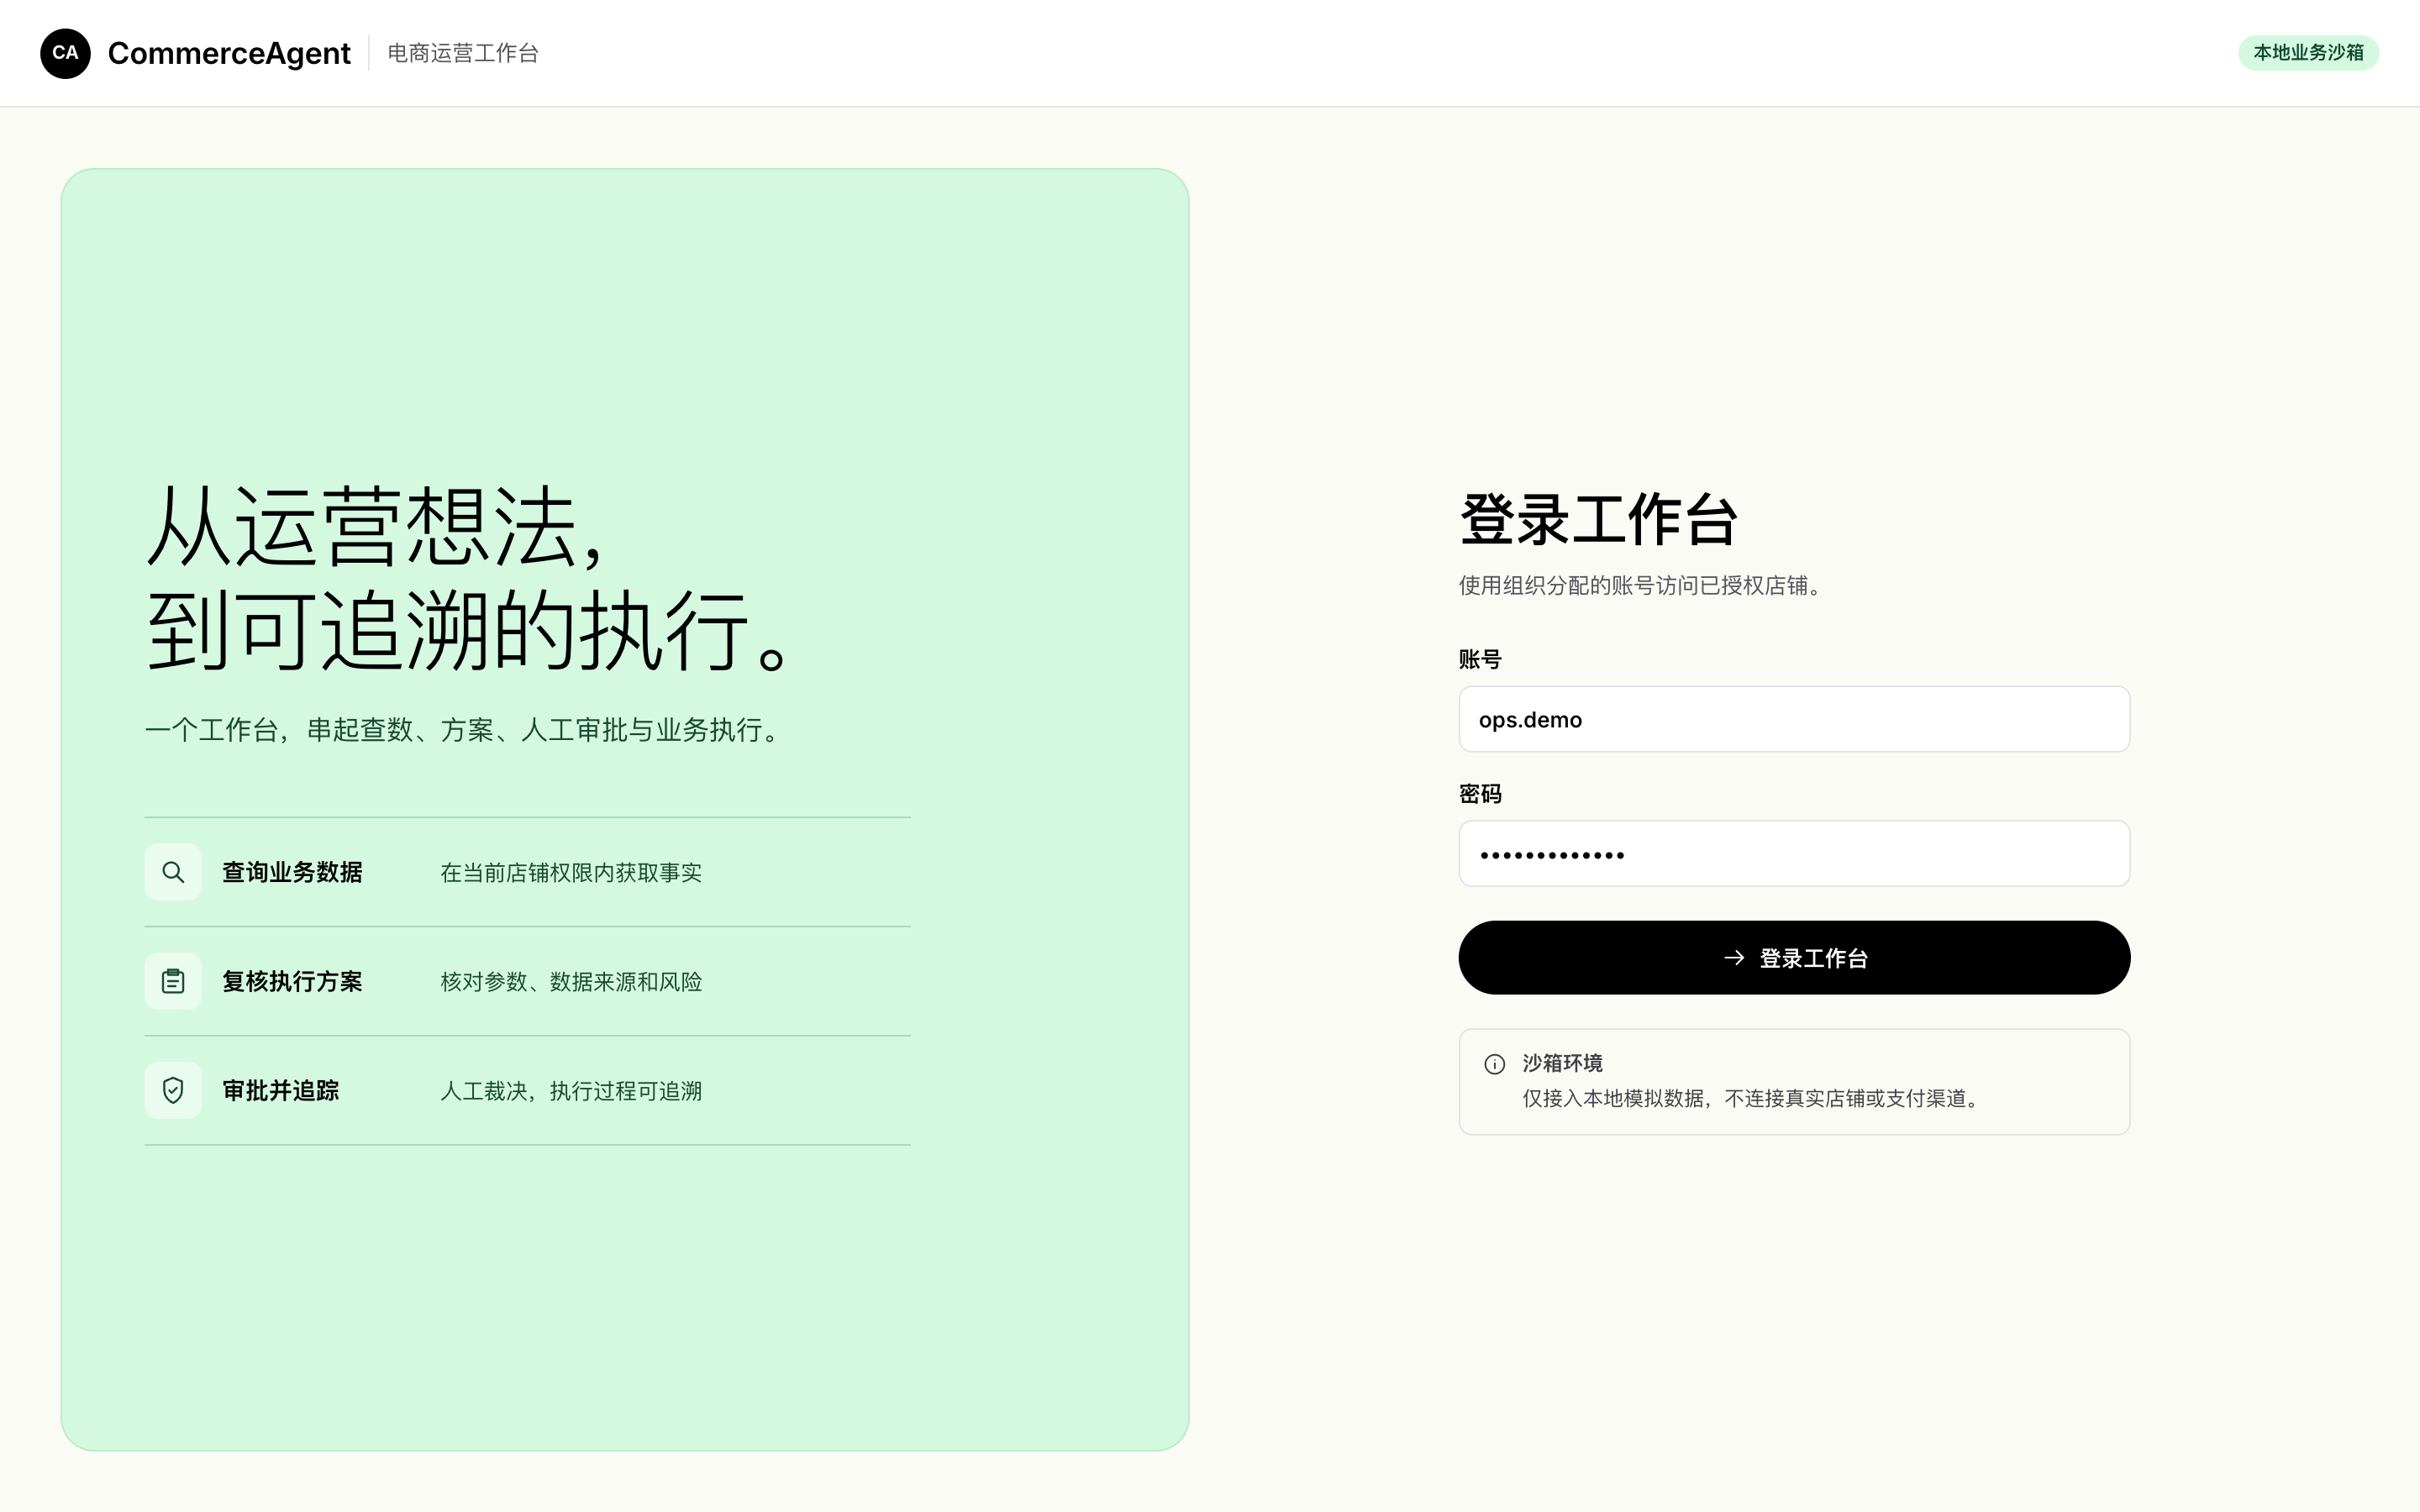 CA CommerceAgent 电商运营工作台
本地业务沙箱
从运营想法，
到可追溯的执行。
一个工作台，串起查数、方案、人工审批与业务执行。
查询业务数据 在当前店铺权限内获取事实
复核执行方案 核对参数、数据来源和风险
审批并追踪 人工裁决，执行过程可追溯
登录工作台
使用组织分配的账号访问已授权店铺。
账号
ops.demo
密码
•••••••••••••
→ 登录工作台
沙箱环境
仅接入本地模拟数据，不连接真实店铺或支付渠道。